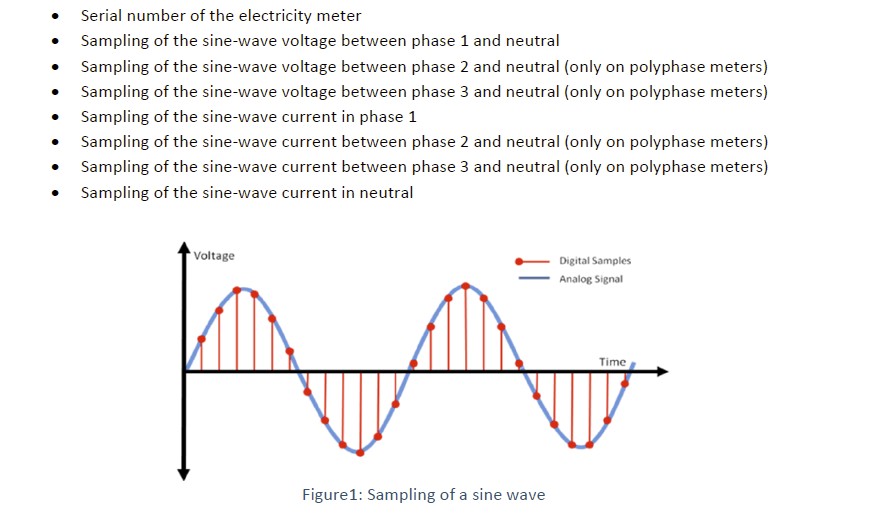 • Serial number of the electricity meter
• Sampling of the sine-wave voltage between phase 1 and neutral
• Sampling of the sine-wave voltage between phase 2 and neutral (only on polyphase meters)
• Sampling of the sine-wave voltage between phase 3 and neutral (only on polyphase meters)
• Sampling of the sine-wave current in phase 1
• Sampling of the sine-wave current between phase 2 and neutral (only on polyphase meters)
• Sampling of the sine-wave current between phase 3 and neutral (only on polyphase meters)
• Sampling of the sine-wave current in neutral
Voltage
Digital Samples
Analog Signal
Time
Figure1: Sampling of a sine wave